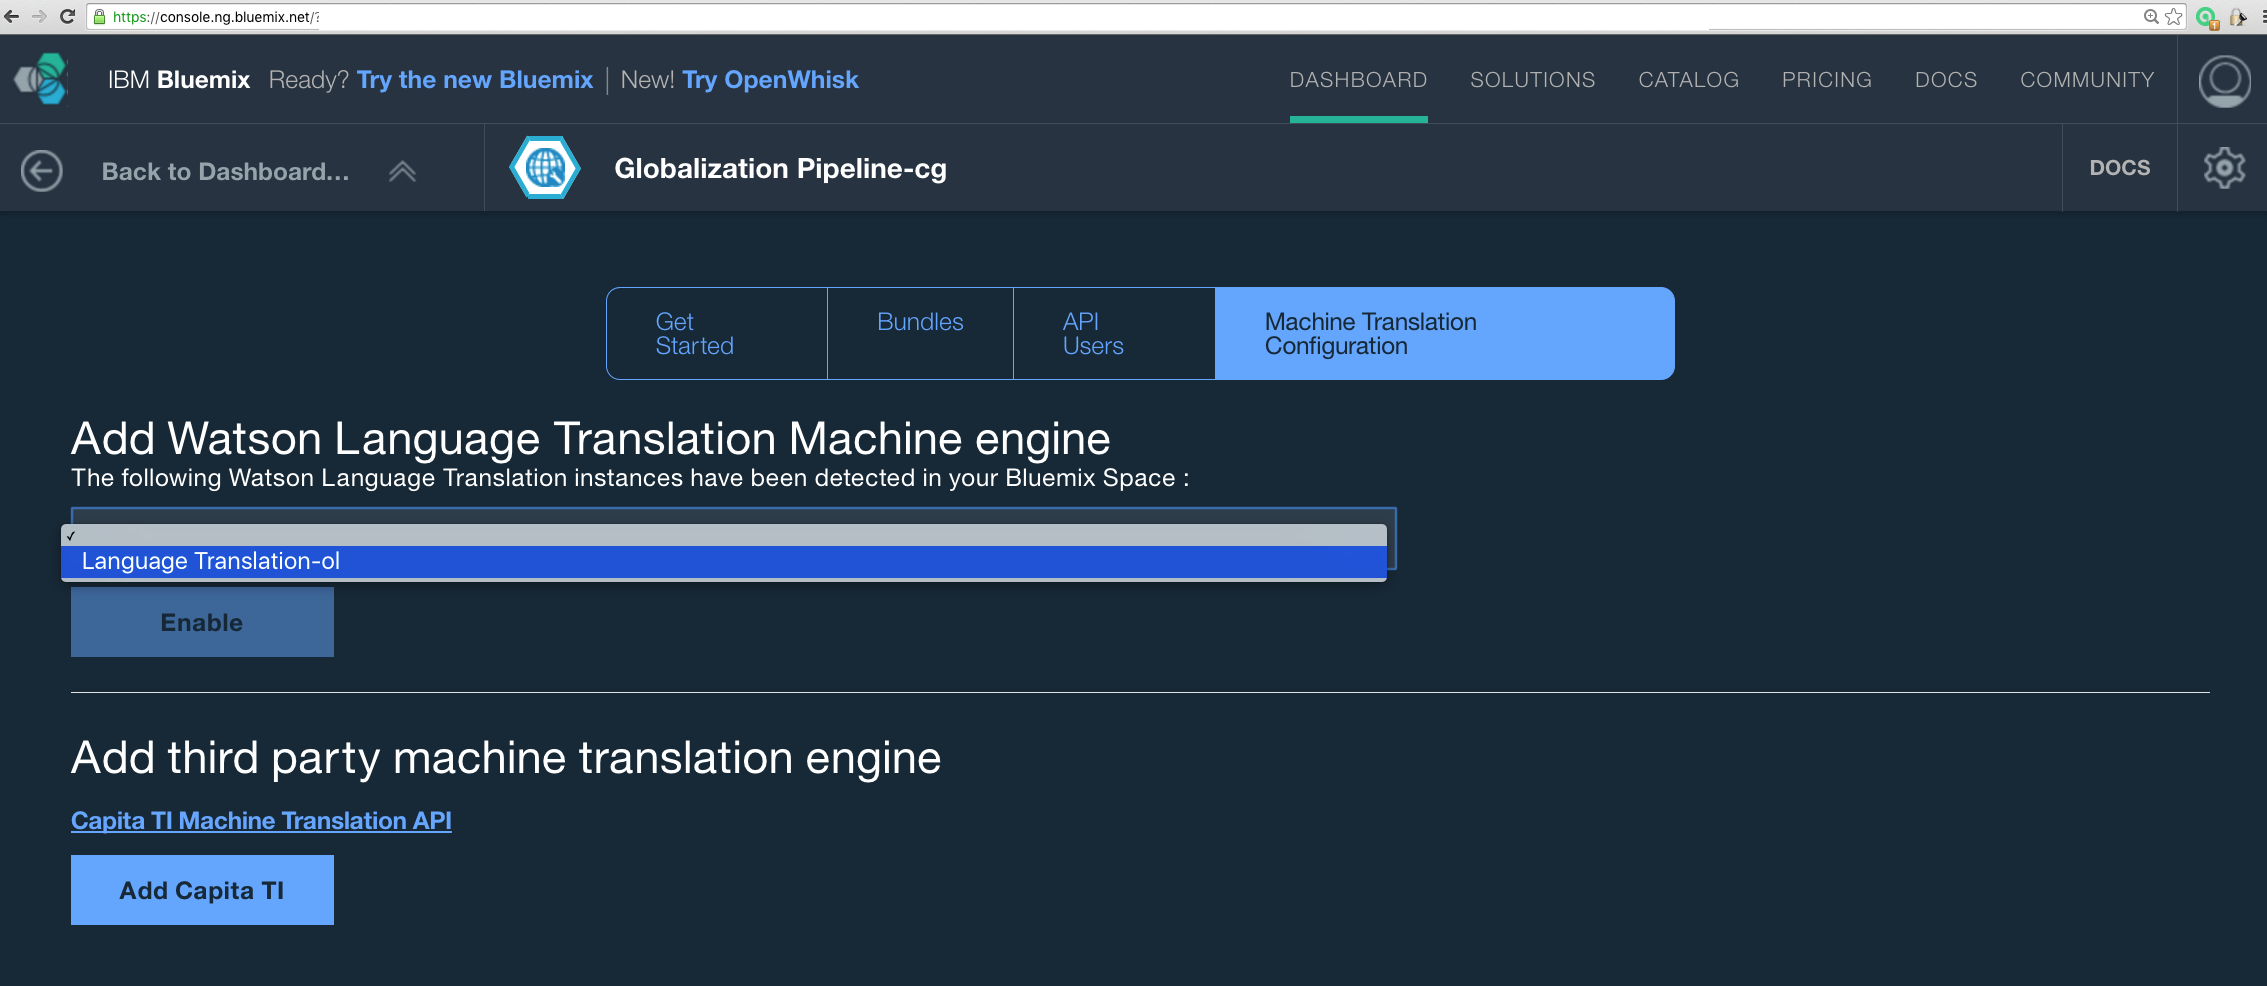 https://console.ng.bluemix.net/?
IBM Bluemix Ready? Try the new Bluemix | New! Try OpenWhisk
DASHBOARD SOLUTIONS CATALOG PRICING DOCS COMMUNITY
Back to Dashboard...
Globalization Pipeline-cg
DOCS
Get
Started
Bundles
API
Users
Machine Translation
Configuration
Add Watson Language Translation Machine engine
The following Watson Language Translation instances have been detected in your Bluemix Space :
✓
Language Translation-ol
Enable
Add third party machine translation engine
Capita TI Machine Translation API
Add Capita TI